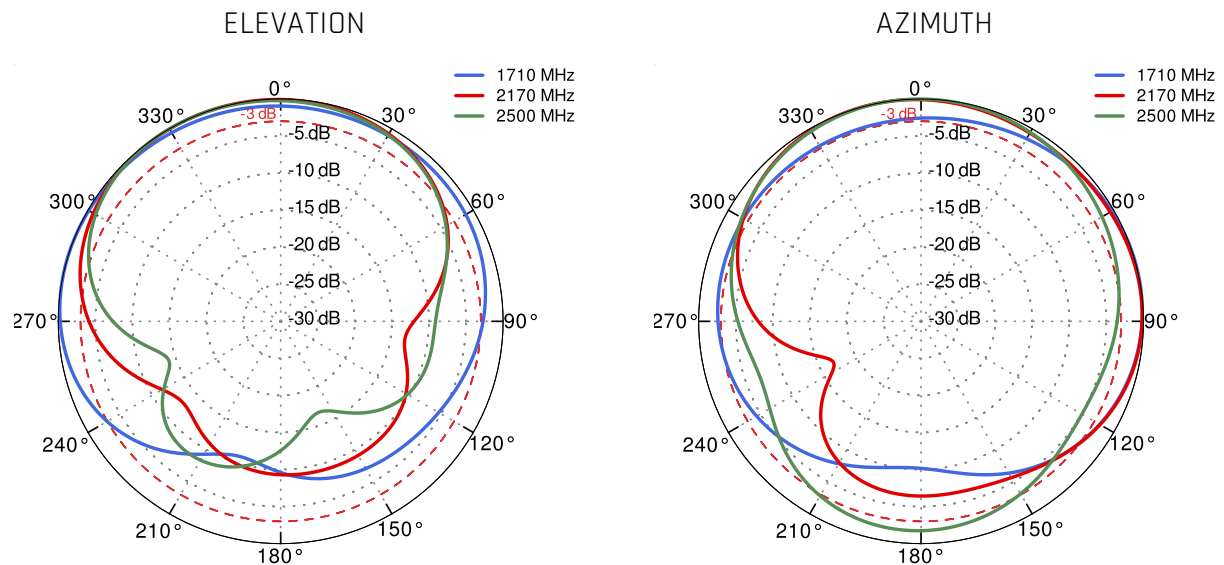 ELEVATION
1710 MHz
2170 MHz
2500 MHz
0°
330°
30°
-3 dB
-5 dB
-10 dB
300°
60°
-15 dB
-20 dB
-25 dB
270°
-30 dB
90°
240°
120°
210°
150°
180°
AZIMUTH
1710 MHz
2170 MHz
2500 MHz
0°
330°
30°
-3 dB
-5 dB
-10 dB
300°
60°
-15 dB
-20 dB
-25 dB
270°
-30 dB
90°
240°
120°
210°
150°
180°